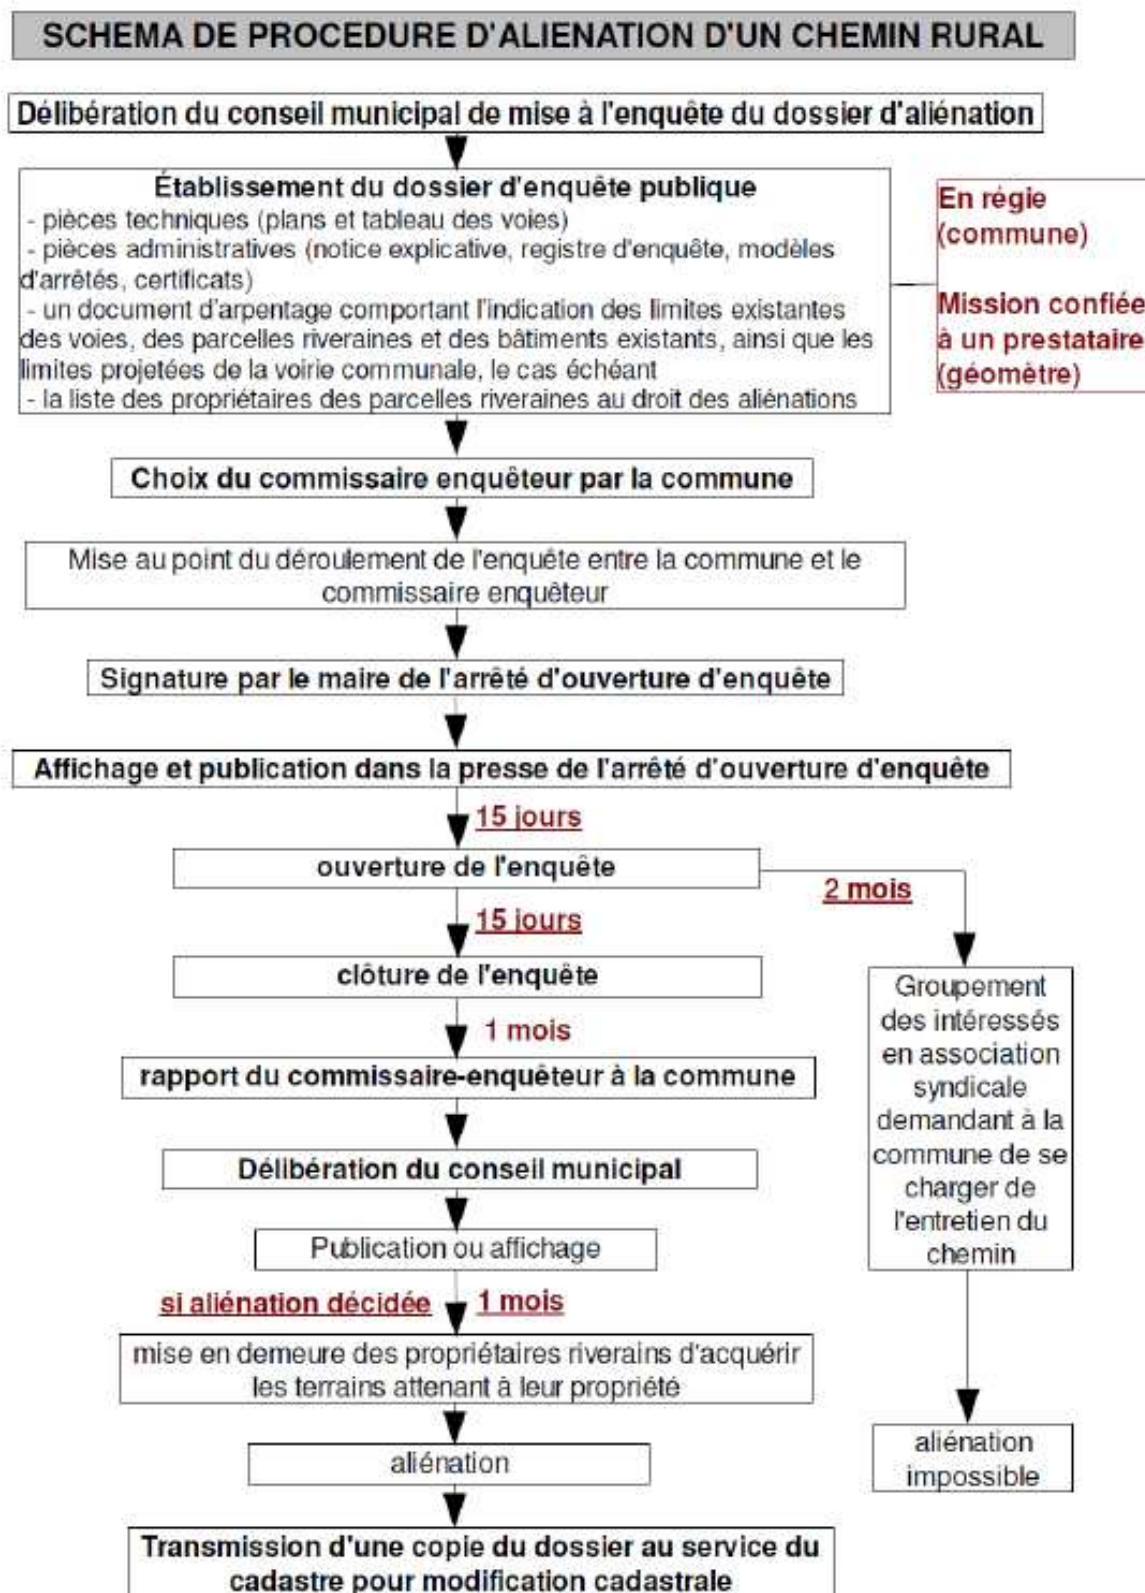 SCHEMA DE PROCEDURE D'ALIENATION D'UN CHEMIN RURAL
Délibération du conseil municipal de mise à l'enquête du dossier d'aliénation
Établissement du dossier d'enquête publique
- pièces techniques (plans et tableau des voies)
- pièces administratives (notice explicative, registre d'enquête, modèles
d'arrêtés, certificats)
- un document d'arpentage comportant l'indication des limites existantes
des voies, des parcelles riveraines et des bâtiments existants, ainsi que les
limites projetées de la voirie communale, le cas échéant
- la liste des propriétaires des parcelles riveraines au droit des aliénations
En régie
(commune)
Mission confiée
à un prestataire
(géomètre)
Choix du commissaire enquêteur par la commune
Mise au point du déroulement de l'enquête entre la commune et le
commissaire enquêteur
Signature par le maire de l'arrêté d'ouverture d'enquête
Affichage et publication dans la presse de l'arrêté d'ouverture d'enquête
15 jours
ouverture de l'enquête
2 mois
15 jours
clôture de l'enquête
1 mois
rapport du commissaire-enquêteur à la commune
Délibération du conseil municipal
Publication ou affichage
si aliénation décidée
1 mois
mise en demeure des propriétaires riverains d'acquérir
les terrains attenant à leur propriété
aliénation
Transmission d'une copie du dossier au service du
cadastre pour modification cadastrale
Groupement
des intéressés
en association
syndicale
demandant à la
commune de se
charger de
l'entretien du
chemin
aliénation
impossible